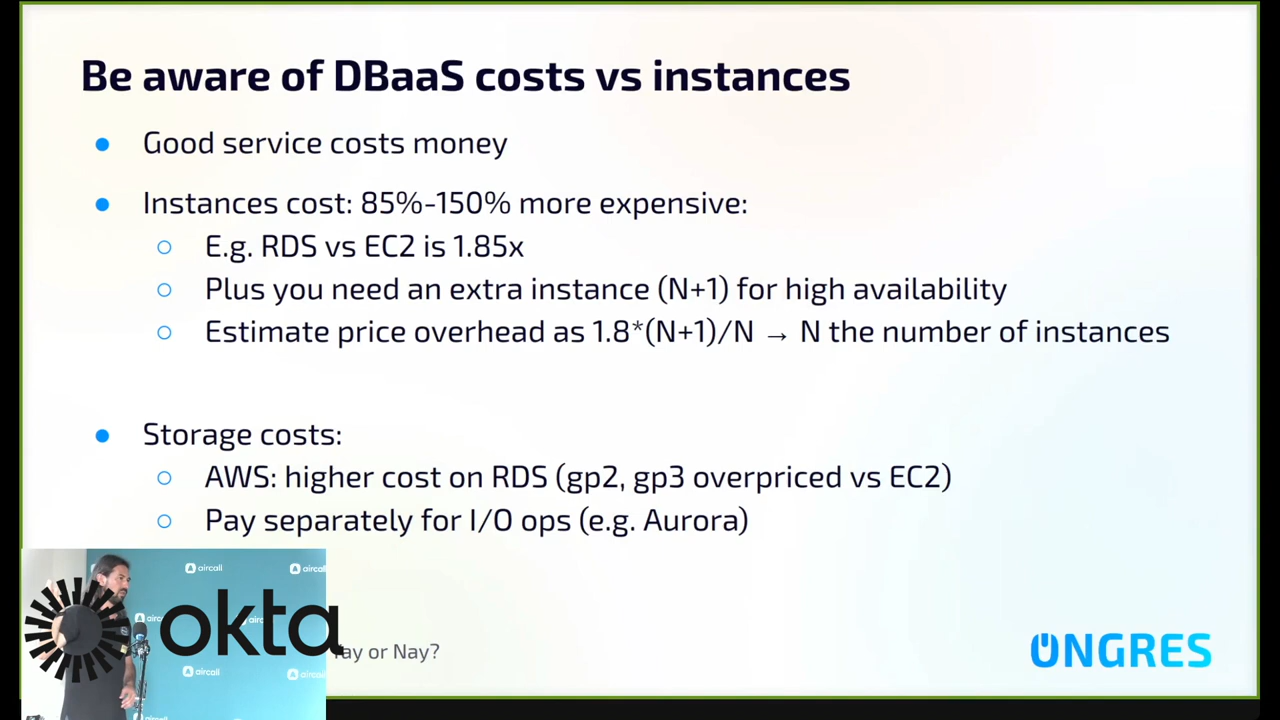 Be aware of DBaaS costs vs instances
● Good service costs money
● Instances cost: 85%-150% more expensive:
○ E.g. RDS vs EC2 is 1.85x
○ Plus you need an extra instance (N+1) for high availability
○ Estimate price overhead as 1.8*(N+1)/N → N the number of instances
● Storage costs:
○ AWS: higher cost on RDS (gp2, gp3 overpriced vs EC2)
○ Pay separately for I/O ops (e.g. Aurora)
aircall
aircall
okta
Yay or Nay?
ONGRES
aircall
aircall